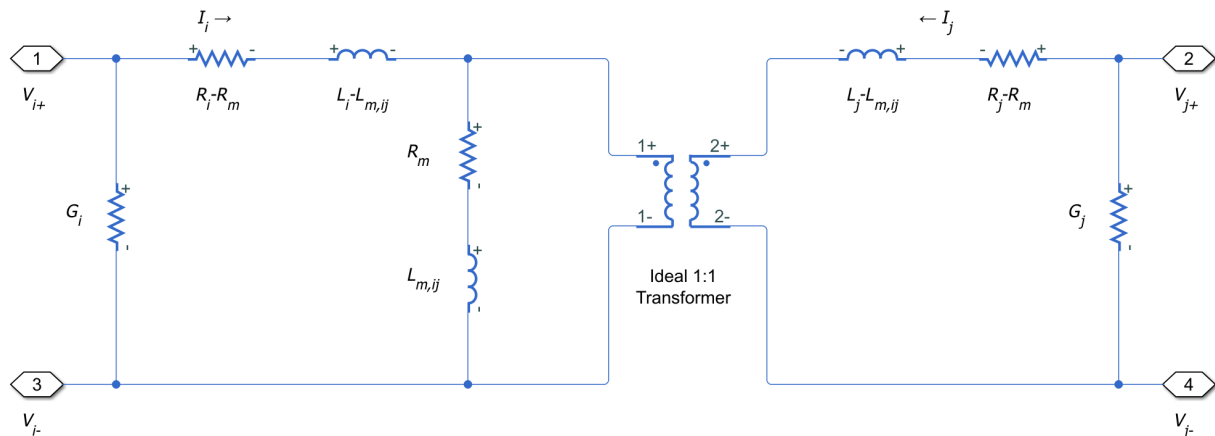 I_i → ← I_j
1 + - + - - + - + 2
V_i+ R_i-R_m L_i-L_m,ij L_j-L_m,ij R_j-R_m V_j+
+ 1+ 2+
R_m
-
+ +
G_i 1- 2- G_j
- + -
L_m,ij Ideal 1:1
- Transformer
3 4
V_i- V_j-